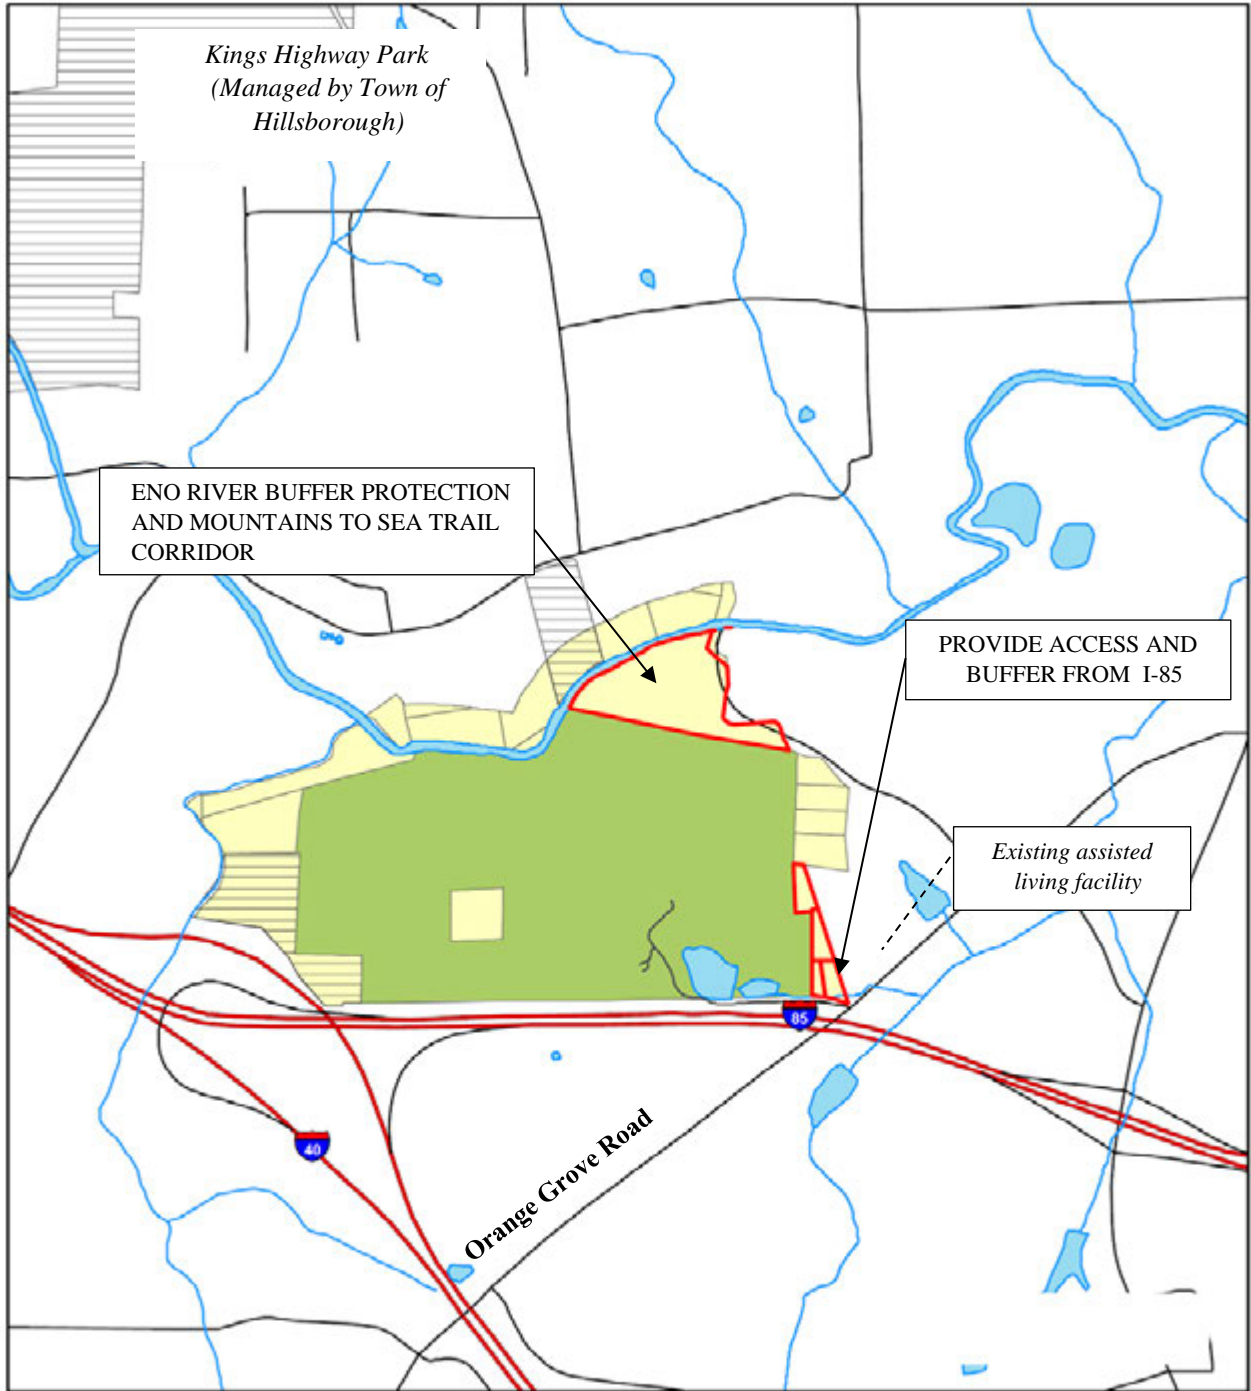 Kings Highway Park
(Managed by Town of
Hillsborough)
ENO RIVER BUFFER PROTECTION
AND MOUNTAINS TO SEA TRAIL
CORRIDOR
PROVIDE ACCESS AND
BUFFER FROM I-85
Existing assisted
living facility
85
40
Orange Grove Road